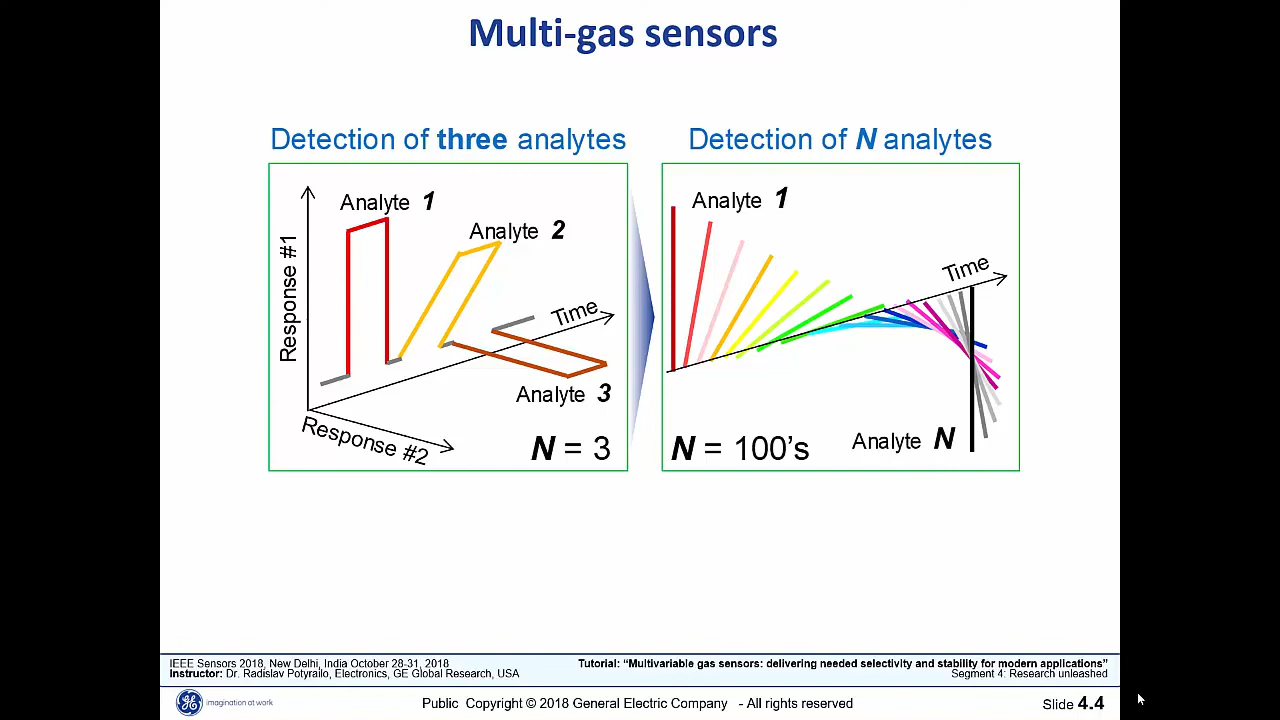 Multi-gas sensors
Detection of three analytes
Analyte 1
Analyte 2
Response #1
Time
Analyte 3
Response #2
N = 3
Detection of N analytes
Analyte 1
Time
N = 100's
Analyte N
IEEE Sensors 2018, New Delhi, India October 28-31, 2018
Instructor: Dr. Radislav Potyrailo, Electronics, GE Global Research, USA
Tutorial: “Multivariable gas sensors: delivering needed selectivity and stability for modern applications”
Segment 4: Research unleashed
imagination at work
Public Copyright © 2018 General Electric Company - All rights reserved
Slide 4.4